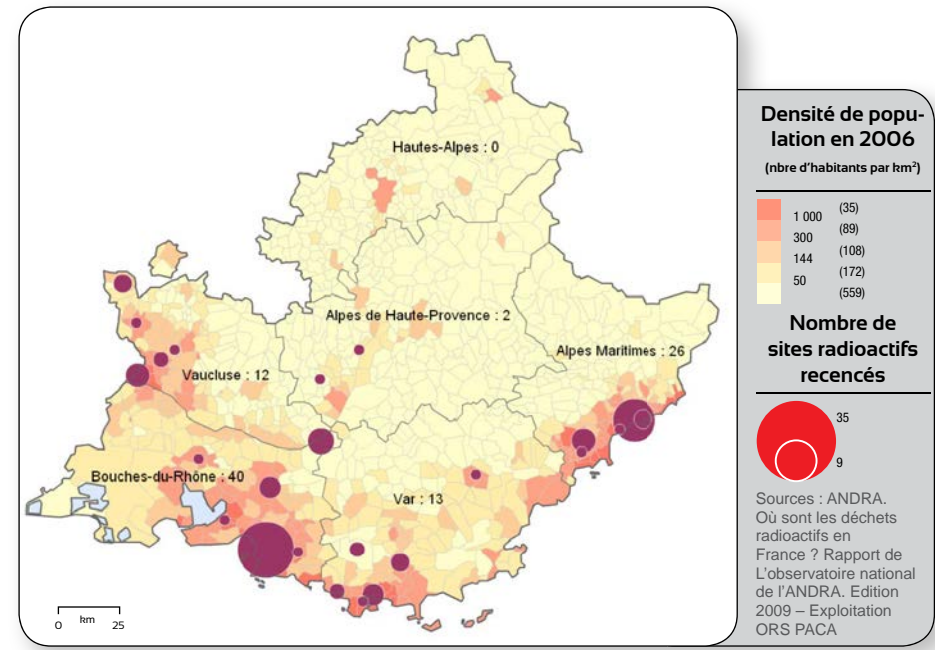 Hautes-Alpes : 0
Alpes de Haute-Provence : 2
Alpes Maritimes : 26
Vaucluse : 12
Bouches-du-Rhône : 40
Var : 13
km
0 25
Densité de popu-
lation en 2006
(nbre d'habitants par km²)
(35)
1 000
(89)
300
(108)
144
(172)
50
(559)
Nombre de
sites radioactifs
recencés
35
9
Sources : ANDRA.
Où sont les déchets
radioactifs en
France ? Rapport de
L'observatoire national
de l'ANDRA. Edition
2009 – Exploitation
ORS PACA